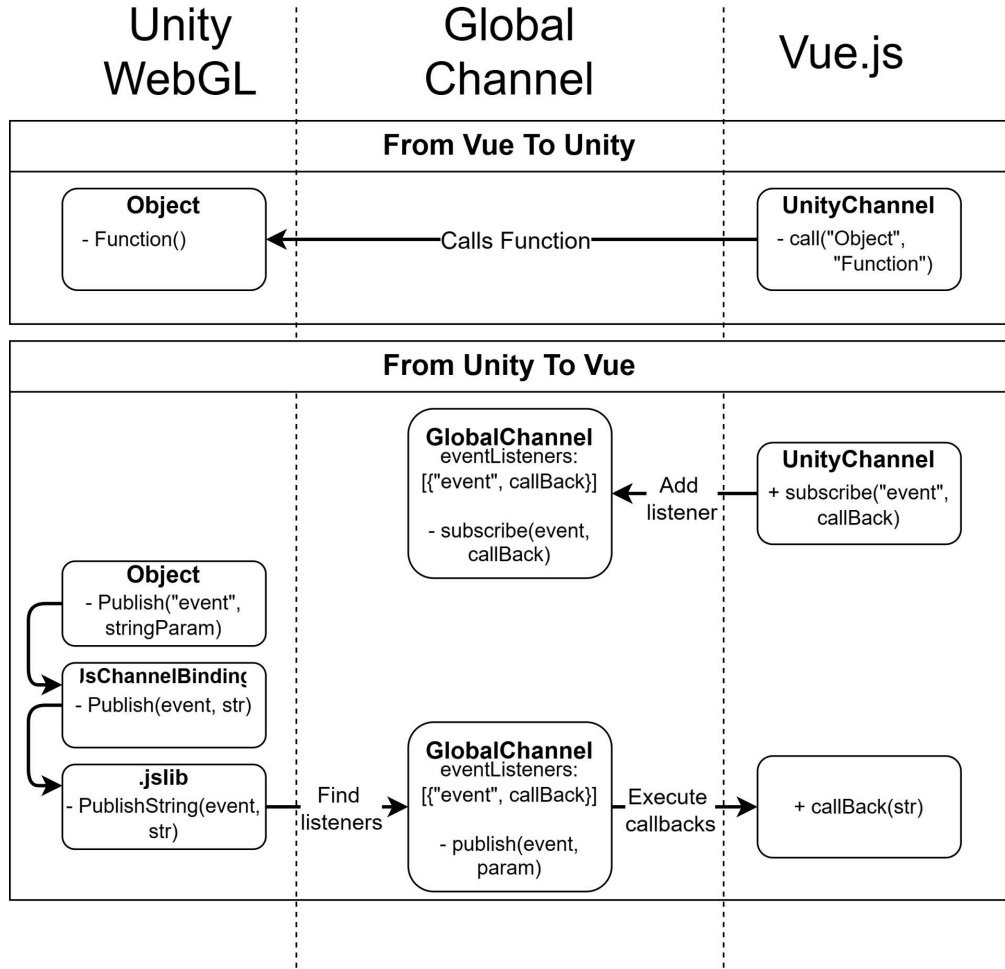 Unity
WebGL
Global
Channel
Vue.js
From Vue To Unity
Object
- Function()
Calls Function
UnityChannel
- call("Object",
"Function")
From Unity To Vue
GlobalChannel
eventListeners:
[{"event", callBack}]
- subscribe(event,
callBack)
Add
listener
UnityChannel
+ subscribe("event",
callBack)
Object
- Publish("event",
stringParam)
JsChannelBinding
- Publish(event, str)
.jslib
- PublishString(event,
str)
Find
listeners
GlobalChannel
eventListeners:
[{"event", callBack}]
- publish(event,
param)
Execute
callbacks
+ callBack(str)